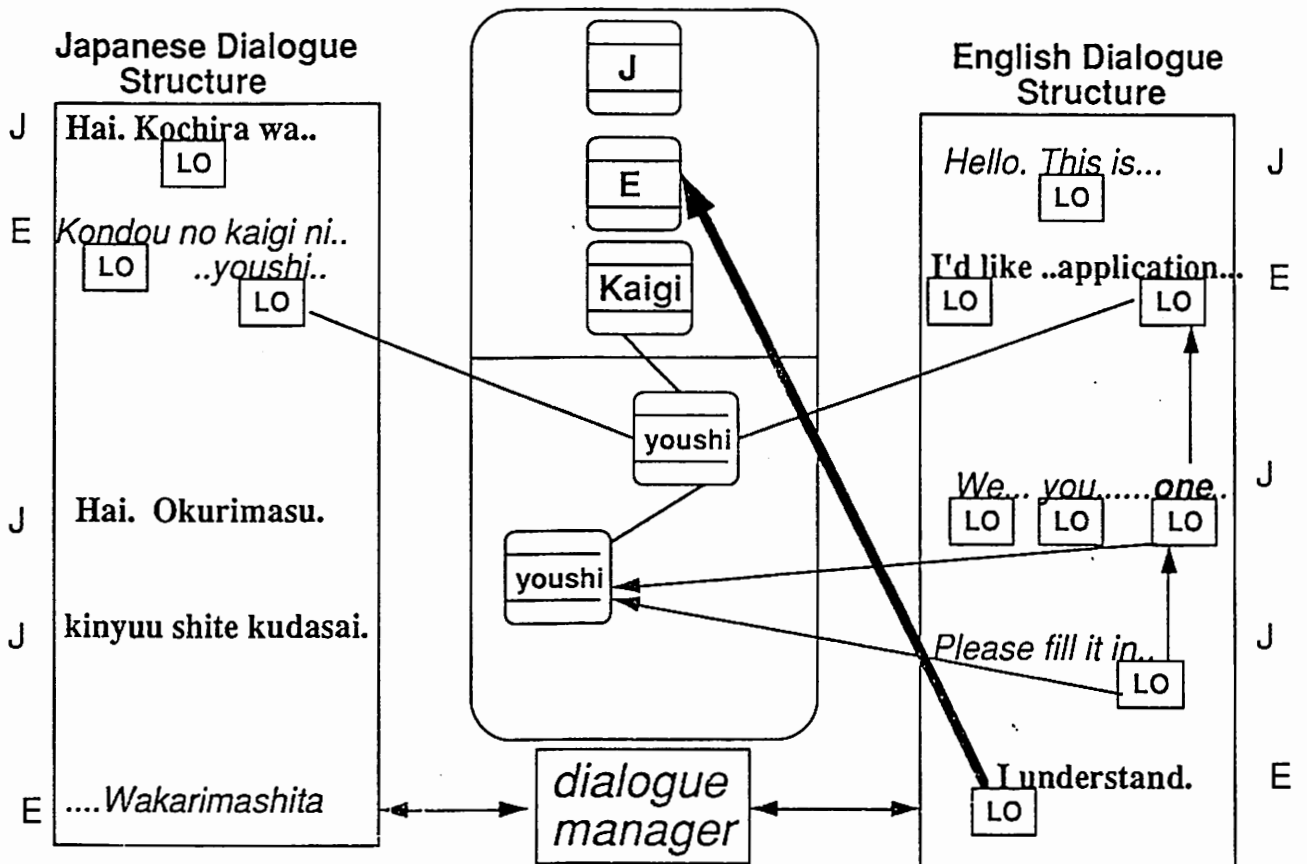 Japanese Dialogue
Structure
J
Hai. Kochira wa..
LO
E
Kondou no kaigi ni..
LO
..youshi..
LO
J
Hai. Okurimasu.
J
kinyuu shite kudasai.
E
....Wakarimashita
J
E
Kaigi
youshi
youshi
dialogue
manager
English Dialogue
Structure
Hello. This is...
J
LO
I'd like ..application...
E
LO
LO
We... you......one..
J
LO
LO
LO
Please fill it in..
J
LO
I understand.
E
LO